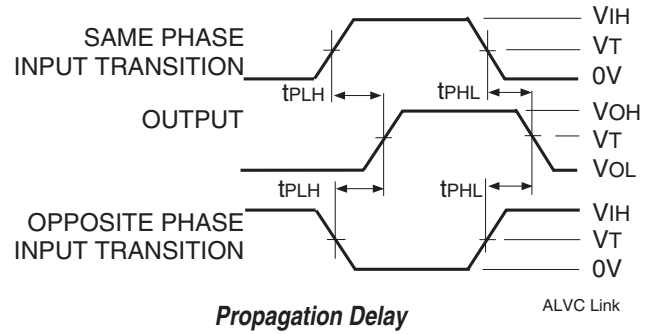 SAME PHASE
INPUT TRANSITION
VIH
VT
0V
tPLH
tPHL
OUTPUT
VOH
VT
VOL
tPLH
tPHL
OPPOSITE PHASE
INPUT TRANSITION
VIH
VT
0V
Propagation Delay
ALVC Link